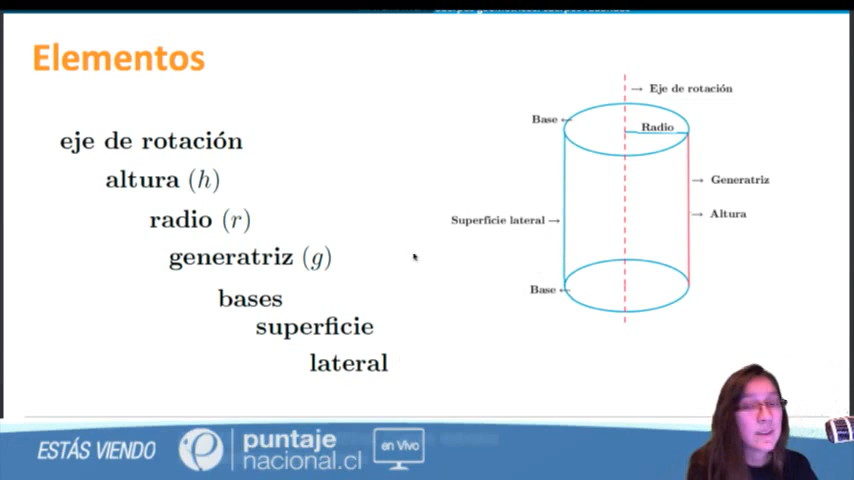 Elementos
eje de rotación
altura (h)
radio (r)
generatriz (g)
bases
superficie
lateral
Eje de rotación
Base
Radio
Generatriz
Superficie lateral
Altura
Base
ESTÁS VIENDO
puntaje
nacional.cl
en Vivo